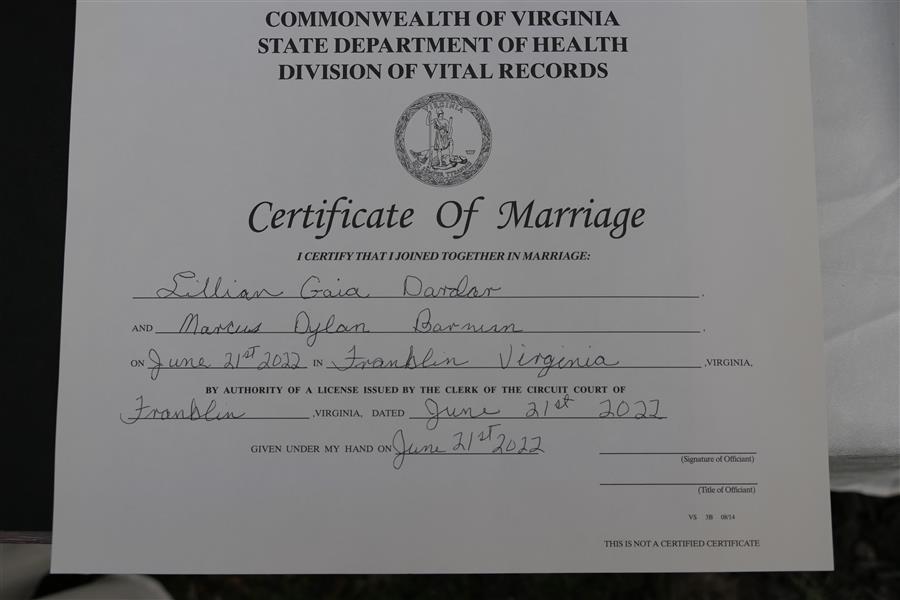 COMMONWEALTH OF VIRGINIA
STATE DEPARTMENT OF HEALTH
DIVISION OF VITAL RECORDS
VIRGINIA
Certificate Of Marriage
I CERTIFY THAT I JOINED TOGETHER IN MARRIAGE:
Lillian Gaia Dardar.
AND Marcus Dylan Barnum.
ON June 21st 2022 IN Franklin Virginia, VIRGINIA,
BY AUTHORITY OF A LICENSE ISSUED BY THE CLERK OF THE CIRCUIT COURT OF
Franklin, VIRGINIA, DATED June 21st 2022
GIVEN UNDER MY HAND ON June 21st 2022
(Signature of Officiant)
(Title of Officiant)
VS 3B 08/14
THIS IS NOT A CERTIFIED CERTIFICATE